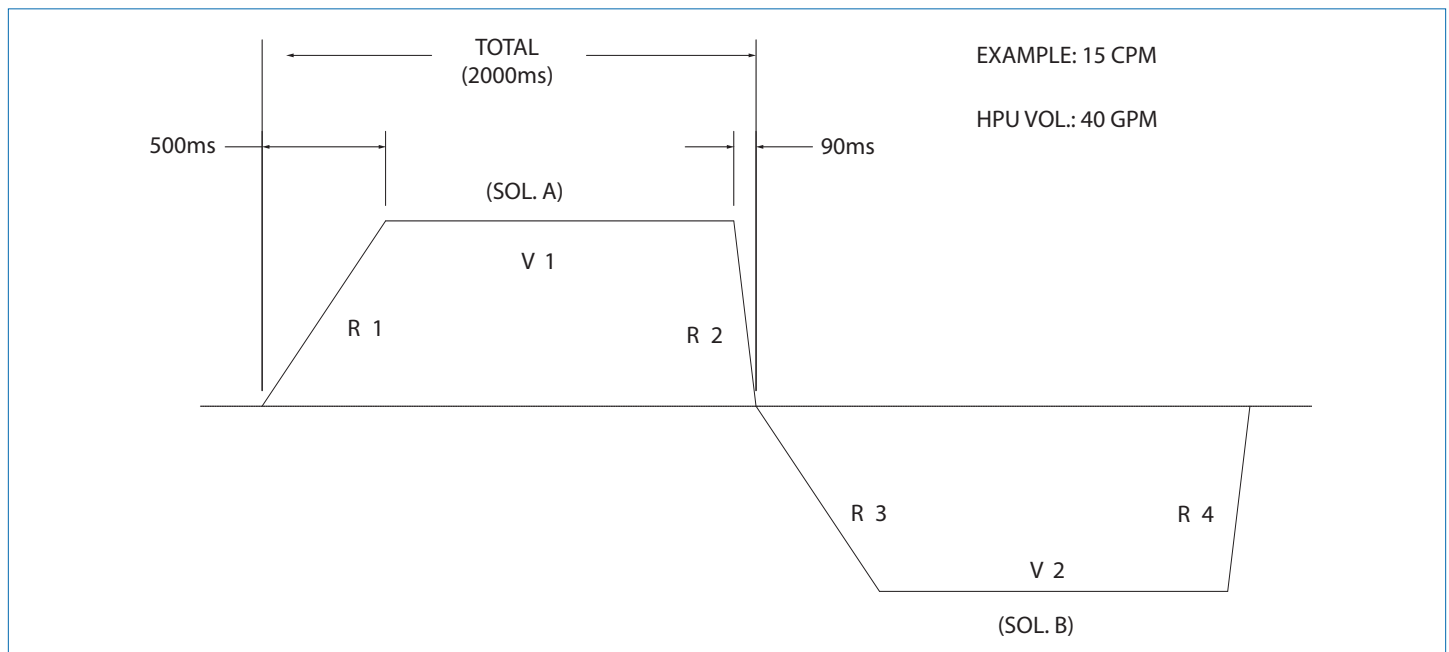 TOTAL
(2000ms)
EXAMPLE: 15 CPM
HPU VOL.: 40 GPM
500ms
90ms
(SOL. A)
V 1
R 1
R 2
R 3
R 4
V 2
(SOL. B)